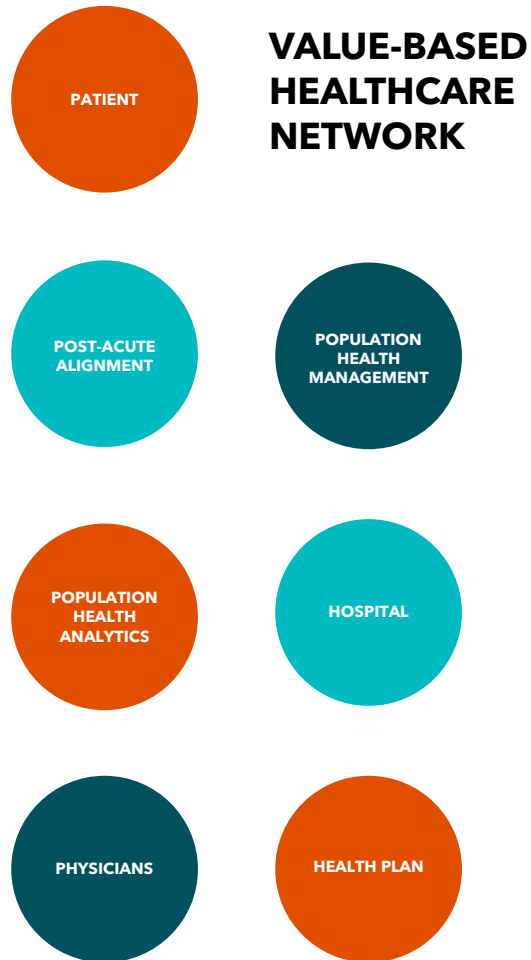 PATIENT
VALUE-BASED
HEALTHCARE
NETWORK
POST-ACUTE
ALIGNMENT
POPULATION
HEALTH
MANAGEMENT
POPULATION
HEALTH
ANALYTICS
HOSPITAL
PHYSICIANS
HEALTH PLAN